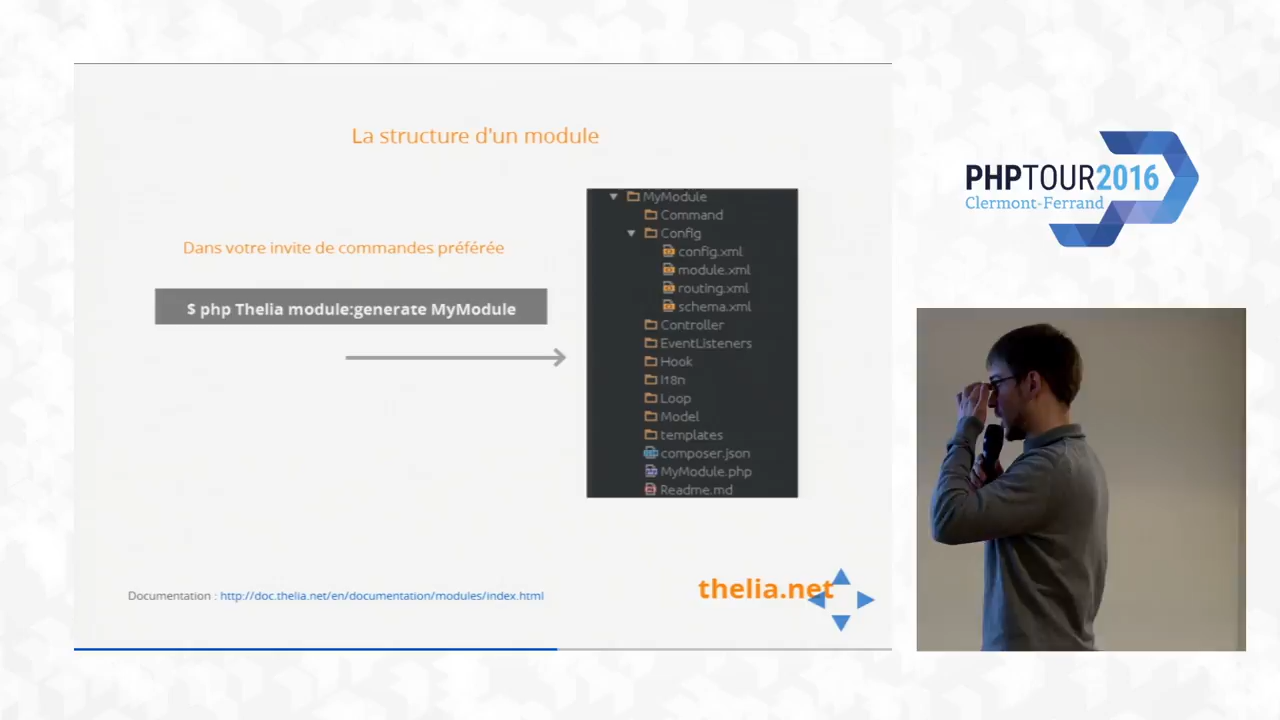 La structure d'un module
Dans votre invite de commandes préférée
$ php Thelia module:generate MyModule
MyModule
Command
Config
config.xml
module.xml
routing.xml
schema.xml
Controller
EventListeners
Hook
I18n
Loop
Model
templates
composer.json
MyModule.php
Readme.md
Documentation : http://doc.thelia.net/en/documentation/modules/index.html
thelia.net
PHPTOUR2016
Clermont-Ferrand